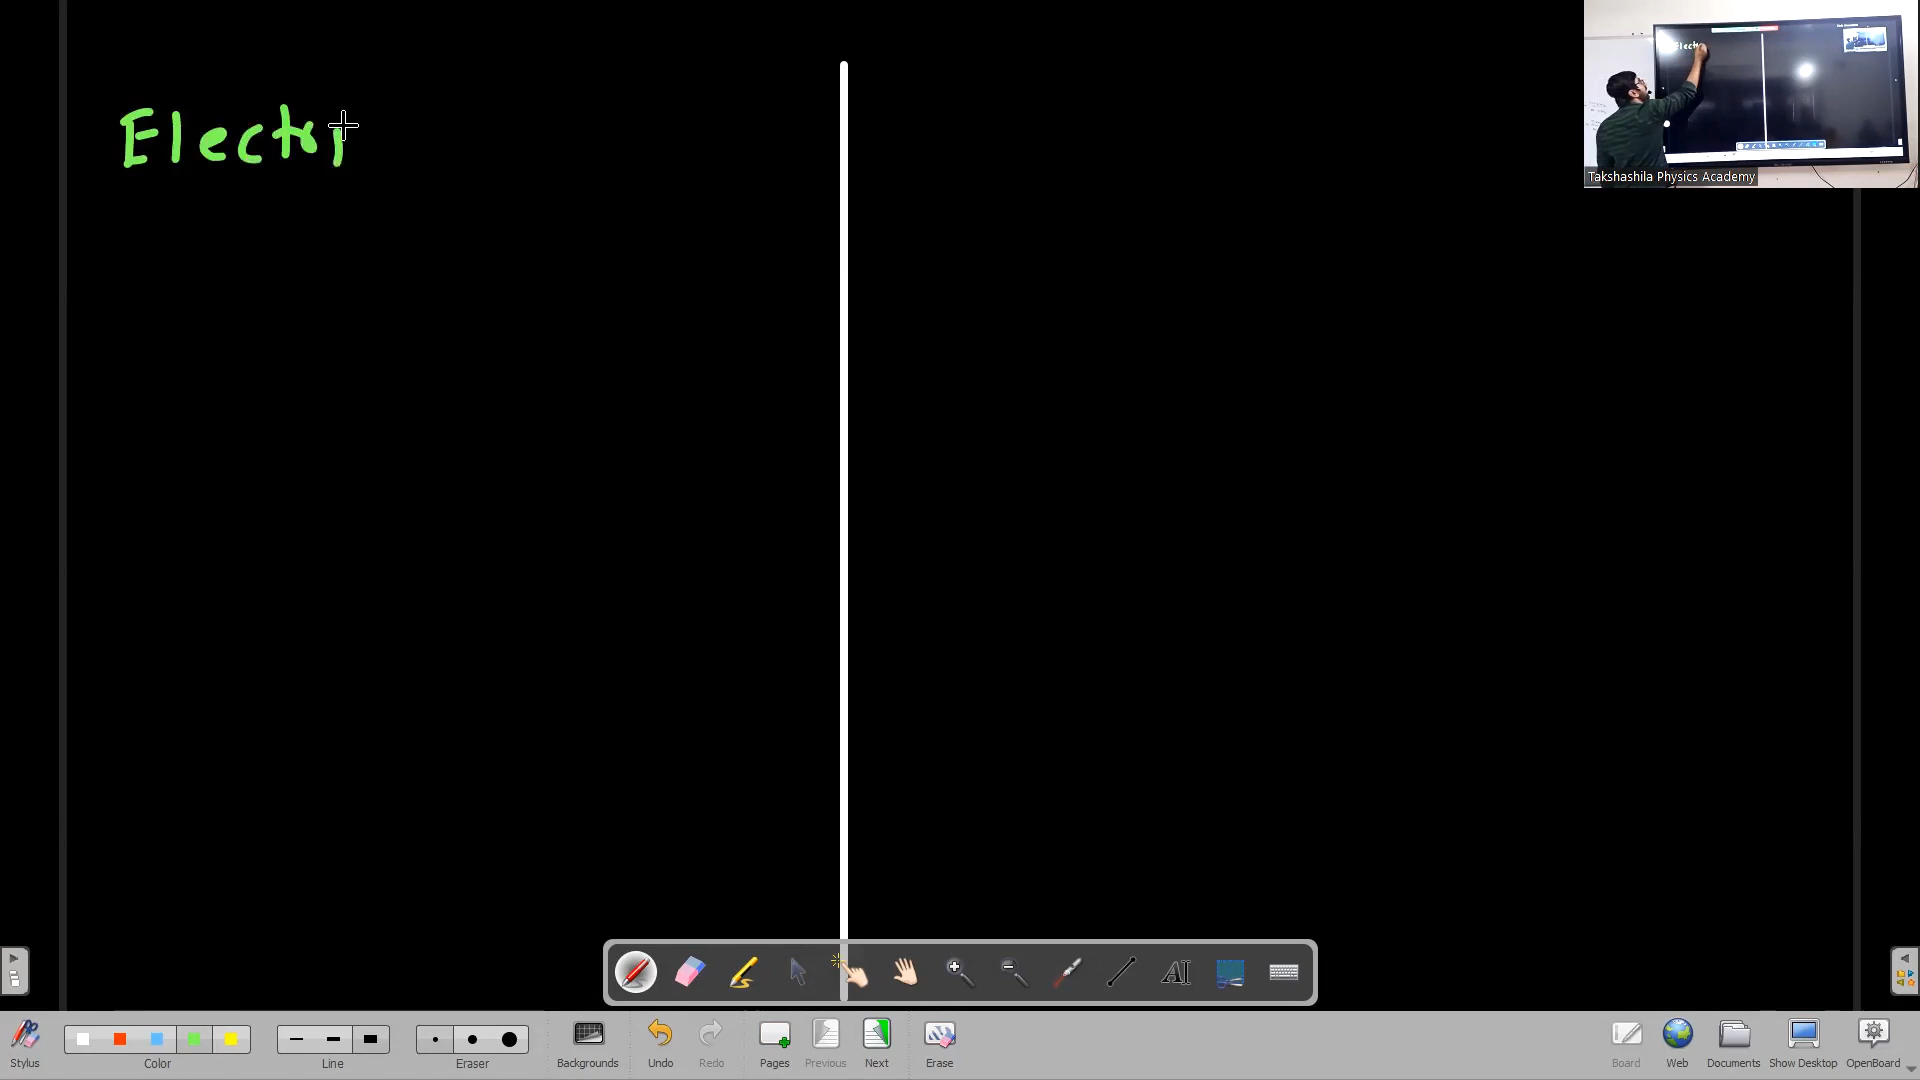 Electri
Takshashila Physics Academy
Stylus
Color
Line
Eraser
Backgrounds
Undo
Redo
Pages
Previous
Next
Erase
Board
Web
Documents
Show Desktop
OpenBoard